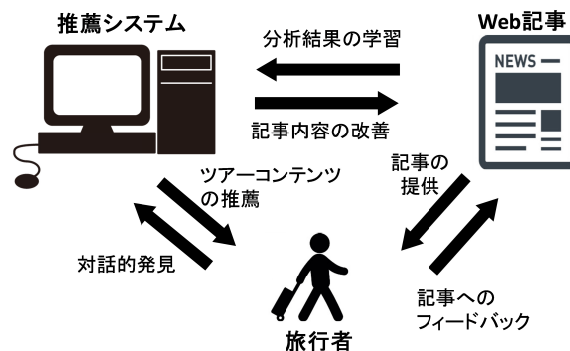 推薦システム
Web記事
分析結果の学習
NEWS
記事内容の改善
ツアーコンテンツ
の推薦
記事の
提供
対話的発見
記事への
フィードバック
旅行者